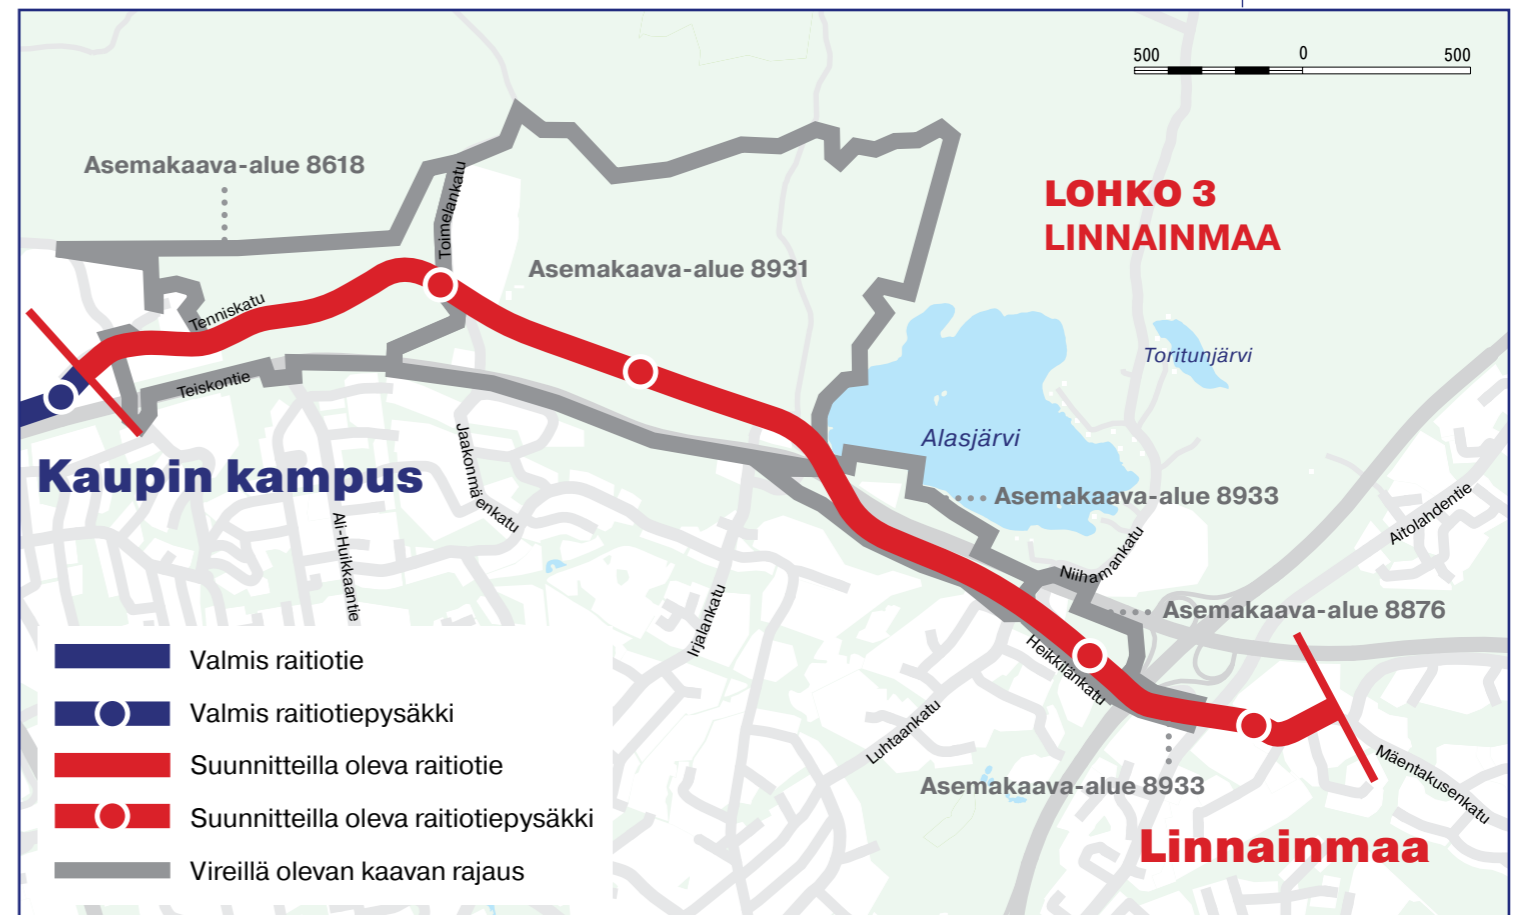 500 0 500
Asemakaava-alue 8618
Toimelankatu
LOHKO 3
LINNAINMAA
Asemakaava-alue 8931
Tenniskatu
Toritunjärvi
Teiskontie
Alasjärvi
Kaupin kampus
Jaakonmäenkatu
Asemakaava-alue 8933
Aitolahdentie
Ali-Huikkaantie
Niihamankatu
Asemakaava-alue 8876
Irjalankatu
Heikkilänkatu
Luhtaankatu
Mäentakusenkatu
Asemakaava-alue 8933
Linnainmaa
Valmis raitiotie
Valmis raitiotiepysäkki
Suunnitteilla oleva raitiotie
Suunnitteilla oleva raitiotiepysäkki
Vireillä olevan kaavan rajaus